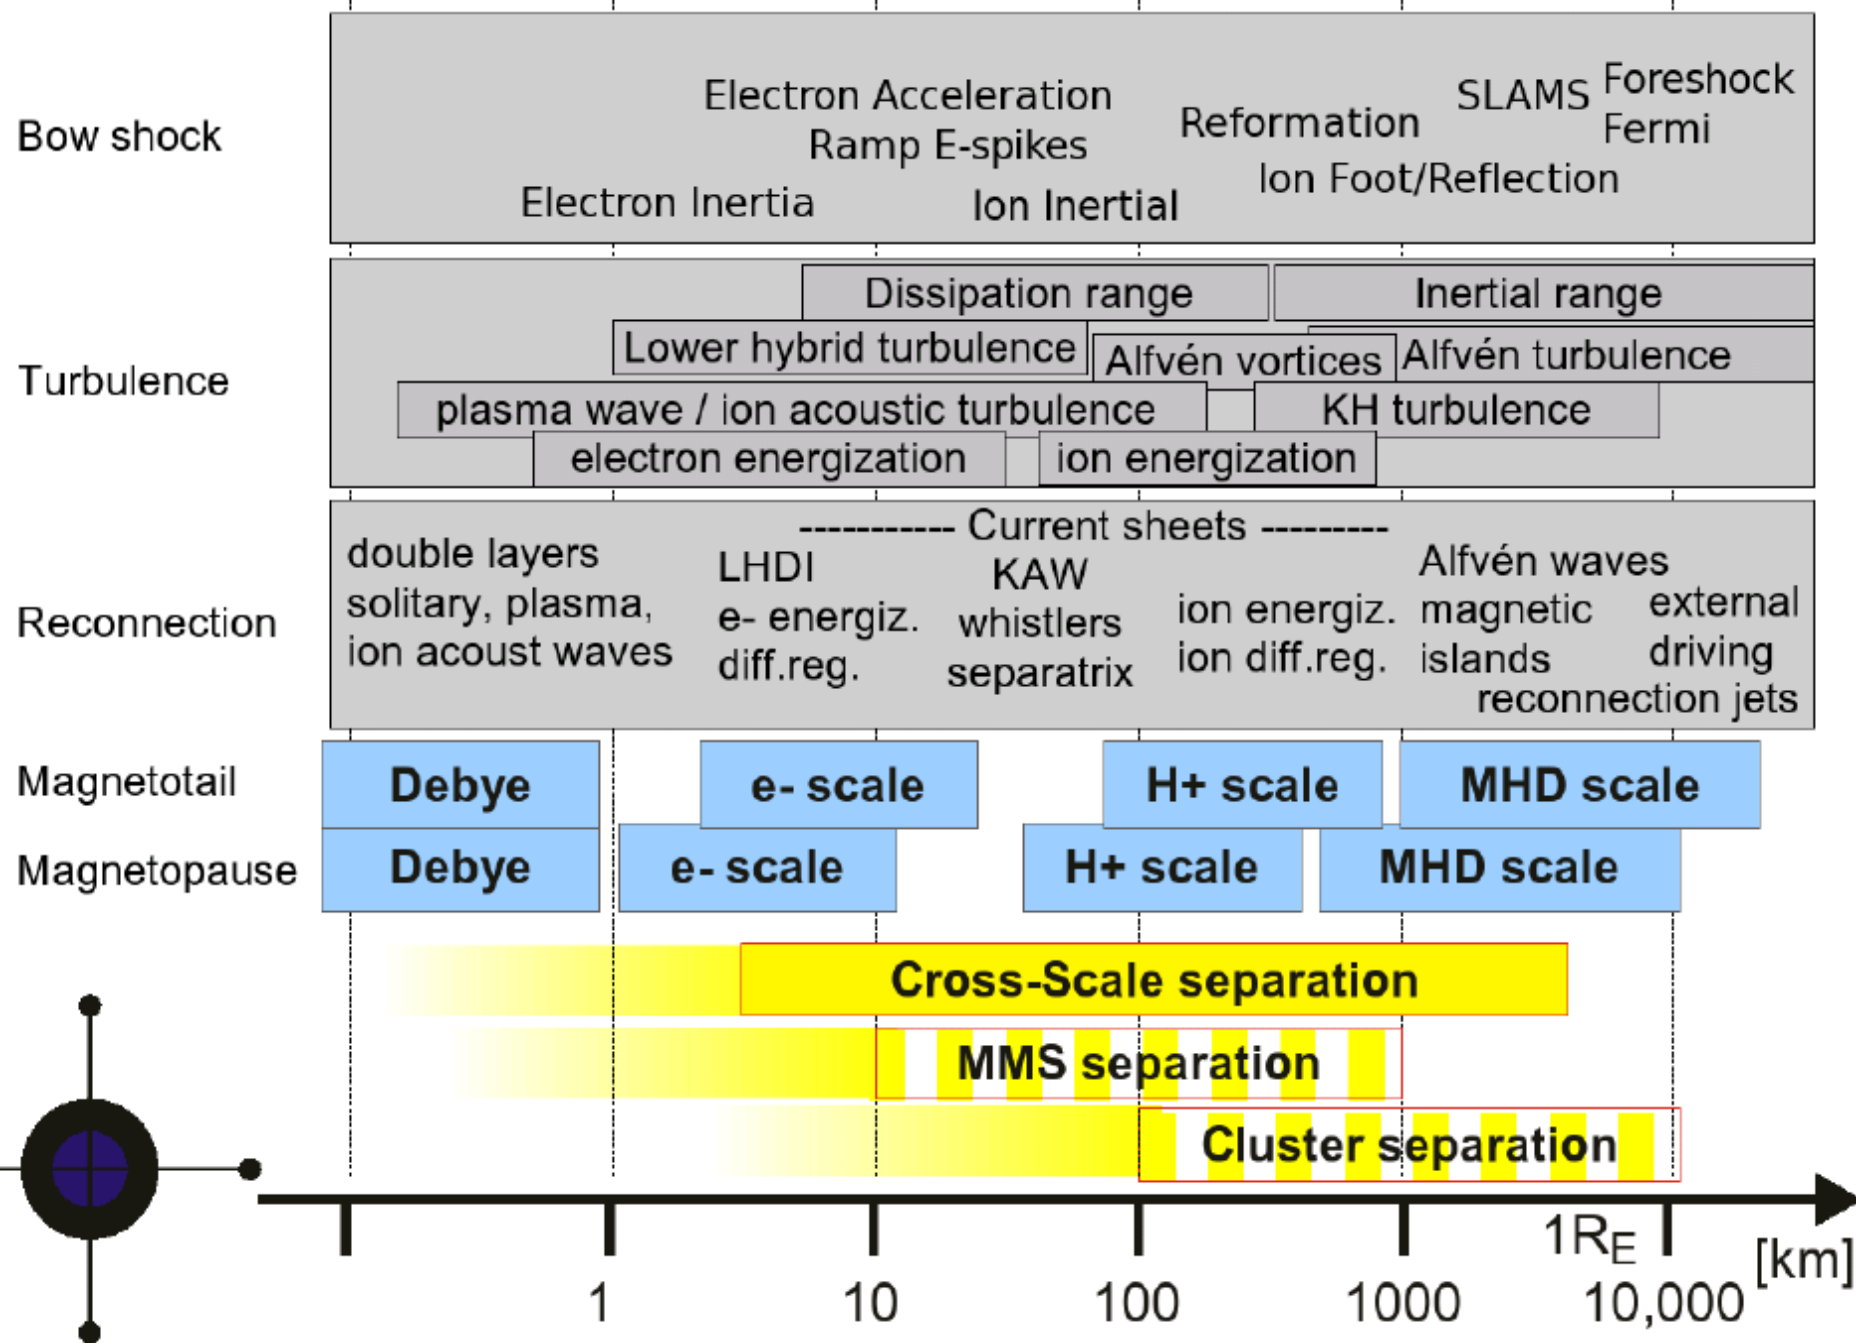 Bow shock
Electron Acceleration
Ramp E-spikes
Electron Inertia
Ion Inertial
Reformation
SLAMS
Foreshock
Fermi
Ion Foot/Reflection
Turbulence
Dissipation range
Inertial range
Lower hybrid turbulence
Alfvén vortices
Alfvén turbulence
plasma wave / ion acoustic turbulence
KH turbulence
electron energization
ion energization
Reconnection
----------- Current sheets ---------
double layers
solitary, plasma,
ion acoust waves
LHDI
e- energiz.
diff.reg.
KAW
whistlers
separatrix
ion energiz.
ion diff.reg.
Alfvén waves
magnetic
islands
external
driving
reconnection jets
Magnetotail
Debye
e- scale
H+ scale
MHD scale
Magnetopause
Debye
e- scale
H+ scale
MHD scale
Cross-Scale separation
MMS separation
Cluster separation
1RE
[km]
1
10
100
1000
10,000